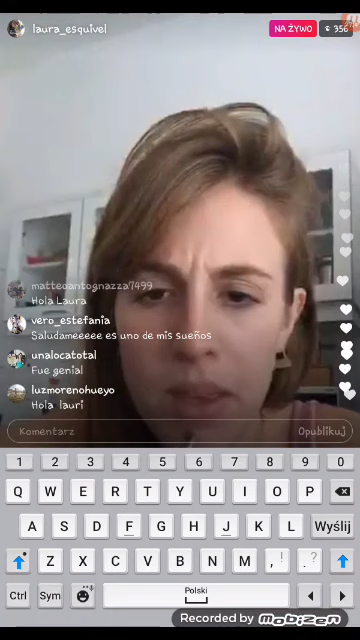 laura_esquivel
NA ŻYWO
356
matteoantognazza7499
Hola Laura
vero_estefania
Saludameeeee es uno de mis sueños
unalocatotal
Fue genial
luzmorenohueyo
Hola lauri
Komentarz
Opublikuj
1 2 3 4 5 6 7 8 9 0
Q W E R T Y U I O P
A S D F G H J K L Wyślij
Z X C V B N M , ! . ?
Ctrl Sym Polski
Recorded by MOBIZEN